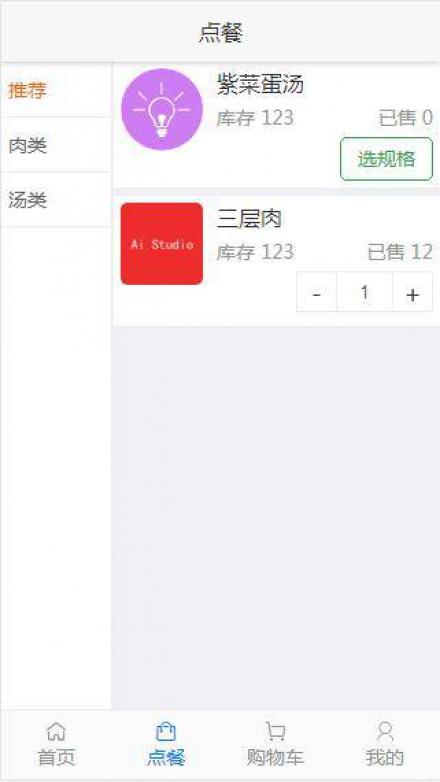 点餐
推荐
肉类
汤类
紫菜蛋汤
库存 123 已售 0
选规格
Ai Studio
三层肉
库存 123 已售 12
- 1 +
首页 点餐 购物车 我的